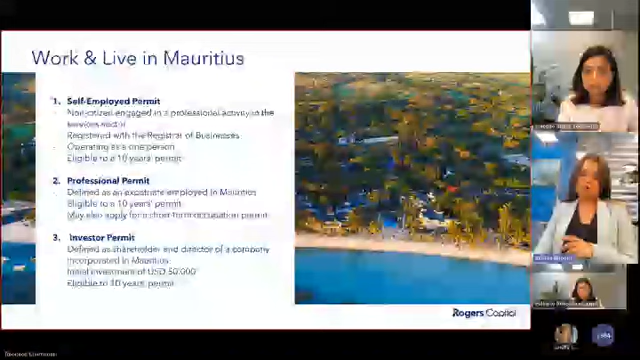 Work & Live in Mauritius
1. Self-Employed Permit
- Non-citizen engaged in a professional activity in the
services sector
- Registered with the Registrar of Businesses
- Operating as a one person
- Eligible to a 10 years' permit
2. Professional Permit
- Defined as an expatriate employed in Mauritius
- Eligible to a 10 years' permit
- May also apply for a short term occupation permit
3. Investor Permit
- Defined as shareholder and director of a company
incorporated in Mauritius
- Initial investment of USD 50 000
- Eligible to 10 years' permit
Rogers Capital